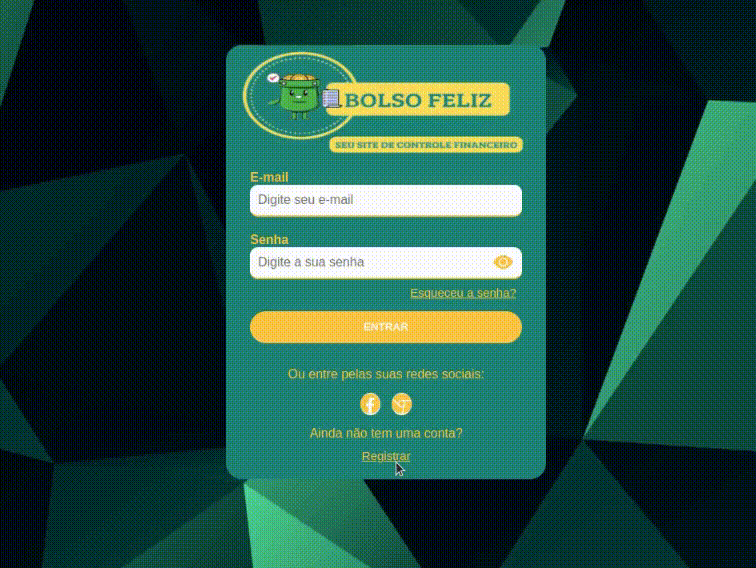 BOLSO FELIZ
SEU SITE DE CONTROLE FINANCEIRO
E-mail
Digite seu e-mail
Senha
Digite a sua senha
Esqueceu a senha?
ENTRAR
Ou entre pelas suas redes sociais:
Ainda não tem uma conta?
Registrar